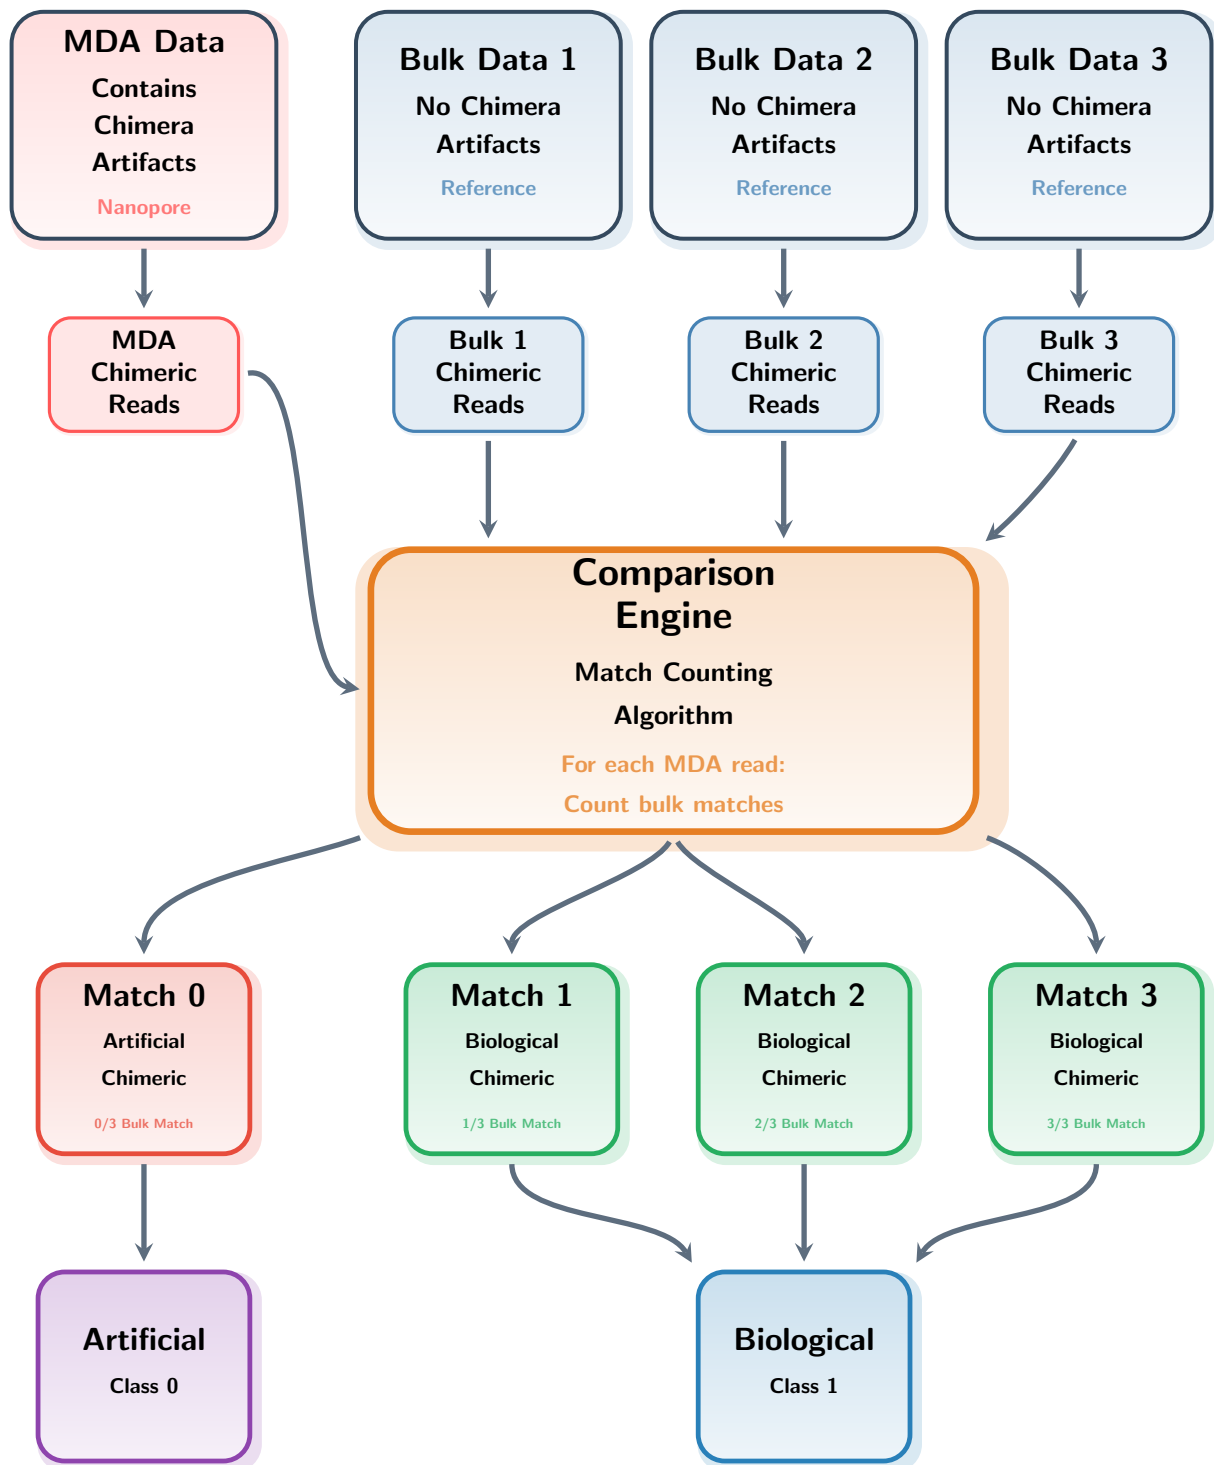 MDA Data
Contains
Chimera
Artifacts
Nanopore
Bulk Data 1
No Chimera
Artifacts
Reference
Bulk Data 2
No Chimera
Artifacts
Reference
Bulk Data 3
No Chimera
Artifacts
Reference
MDA
Chimeric
Reads
Bulk 1
Chimeric
Reads
Bulk 2
Chimeric
Reads
Bulk 3
Chimeric
Reads
Comparison
Engine
Match Counting
Algorithm
For each MDA read:
Count bulk matches
Match 0
Artificial
Chimeric
0/3 Bulk Match
Match 1
Biological
Chimeric
1/3 Bulk Match
Match 2
Biological
Chimeric
2/3 Bulk Match
Match 3
Biological
Chimeric
3/3 Bulk Match
Artificial
Class 0
Biological
Class 1